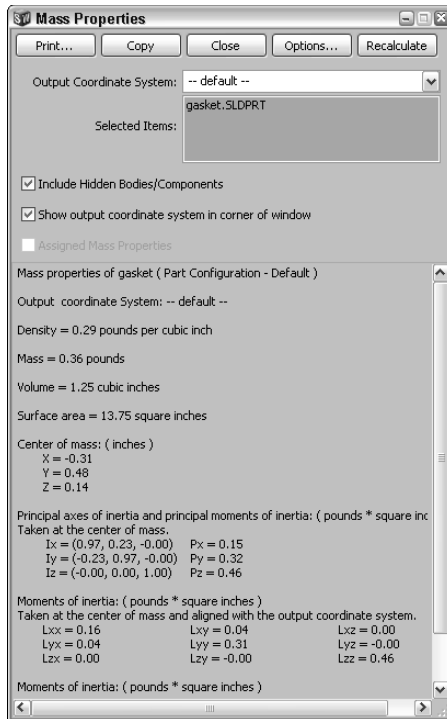 Mass Properties
Print... Copy Close Options... Recalculate
Output Coordinate System: -- default --
Selected Items: gasket.SLDPRT
Include Hidden Bodies/Components
Show output coordinate system in corner of window
Assigned Mass Properties
Mass properties of gasket ( Part Configuration - Default )
Output coordinate System: -- default --
Density = 0.29 pounds per cubic inch
Mass = 0.36 pounds
Volume = 1.25 cubic inches
Surface area = 13.75 square inches
Center of mass: ( inches )
X = -0.31
Y = 0.48
Z = 0.14
Principal axes of inertia and principal moments of inertia: ( pounds * square inc
Taken at the center of mass.
Ix = (0.97, 0.23, -0.00) Px = 0.15
Iy = (-0.23, 0.97, -0.00) Py = 0.32
Iz = (-0.00, 0.00, 1.00) Pz = 0.46
Moments of inertia: ( pounds * square inches )
Taken at the center of mass and aligned with the output coordinate system.
Lxx = 0.16 Lxy = 0.04 Lxz = 0.00
Lyx = 0.04 Lyy = 0.31 Lyz = -0.00
Lzx = 0.00 Lzy = -0.00 Lzz = 0.46
Moments of inertia: ( pounds * square inches )